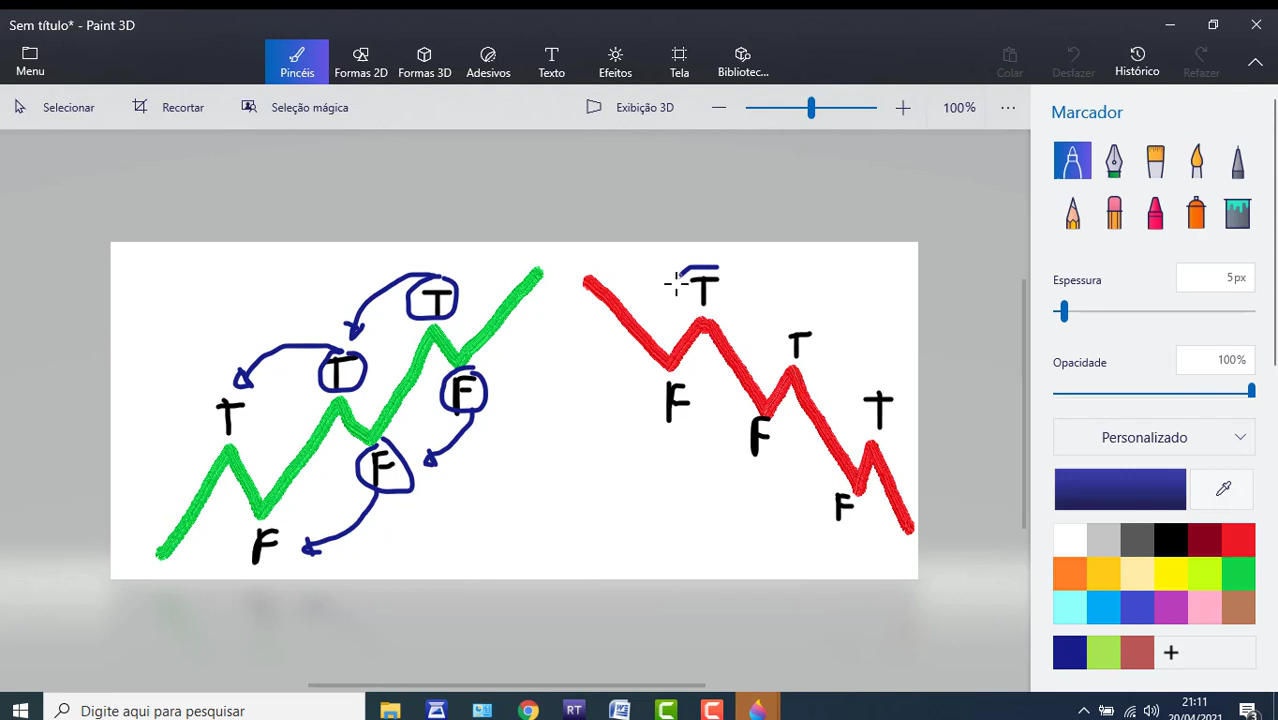 Sem título* - Paint 3D
Menu
Pincéis
Formas 2D
Formas 3D
Adesivos
Texto
Efeitos
Tela
Bibliotec...
Colar
Desfazer
Histórico
Refazer
Selecionar
Recortar
Seleção mágica
Exibição 3D
100%
Marcador
Espessura
5px
Opacidade
100%
Personalizado
T
T
T
F
F
F
T
T
T
F
F
F
Digite aqui para pesquisar
RT
21:11
20/04/2021
3